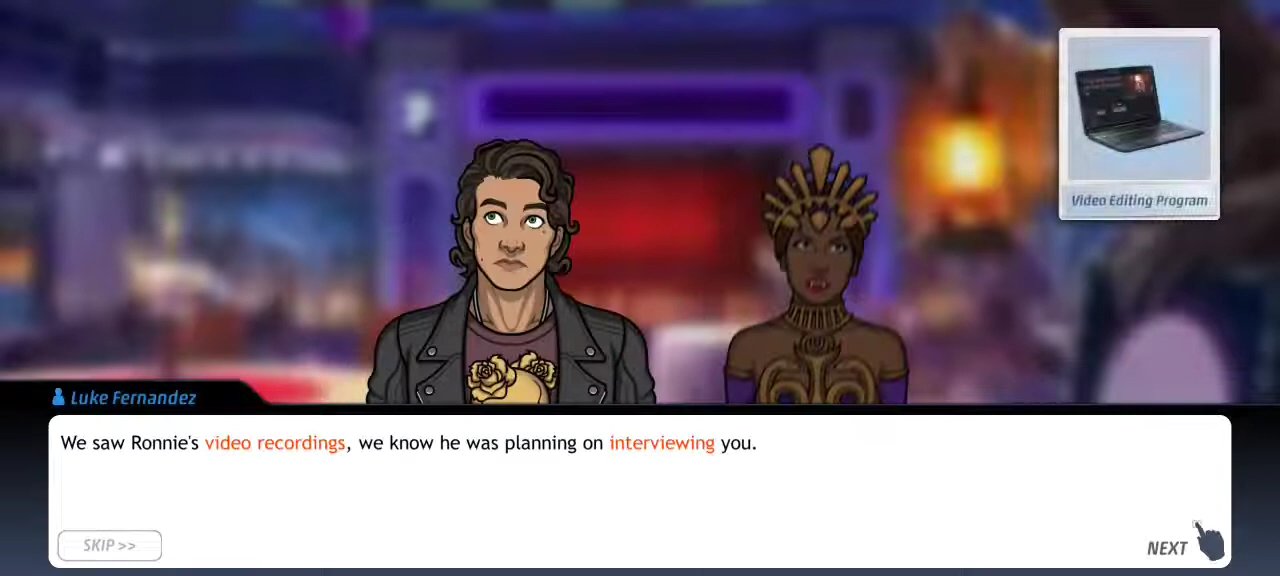 Video Editing Program
Luke Fernandez
We saw Ronnie's video recordings, we know he was planning on interviewing you.
SKIP >>
NEXT